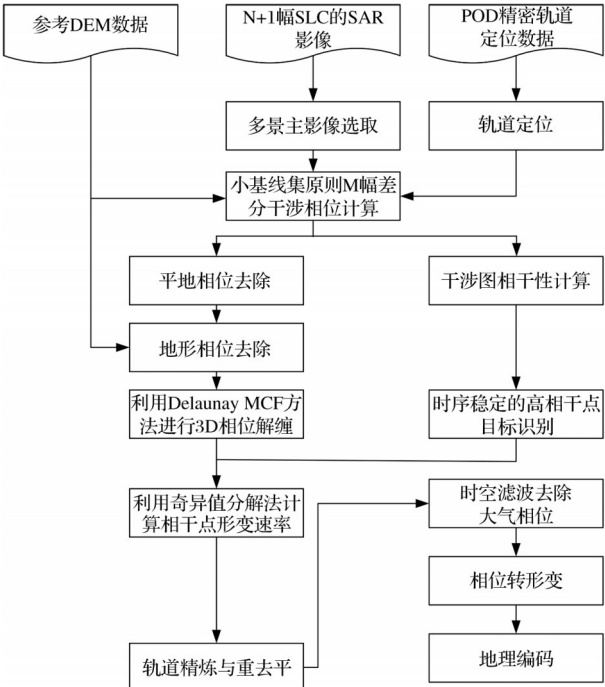 参考DEM数据
N+1幅SLC的SAR
影像
POD精密轨道
定位数据
多景主影像选取
轨道定位
小基线集原则M幅差
分干涉相位计算
平地相位去除
干涉图相干性计算
地形相位去除
利用Delaunay MCF方
法进行3D相位解缠
时序稳定的高相干点
目标识别
利用奇异值分解法计
算相干点形变速率
时空滤波去除
大气相位
相位转形变
轨道精炼与重去平
地理编码